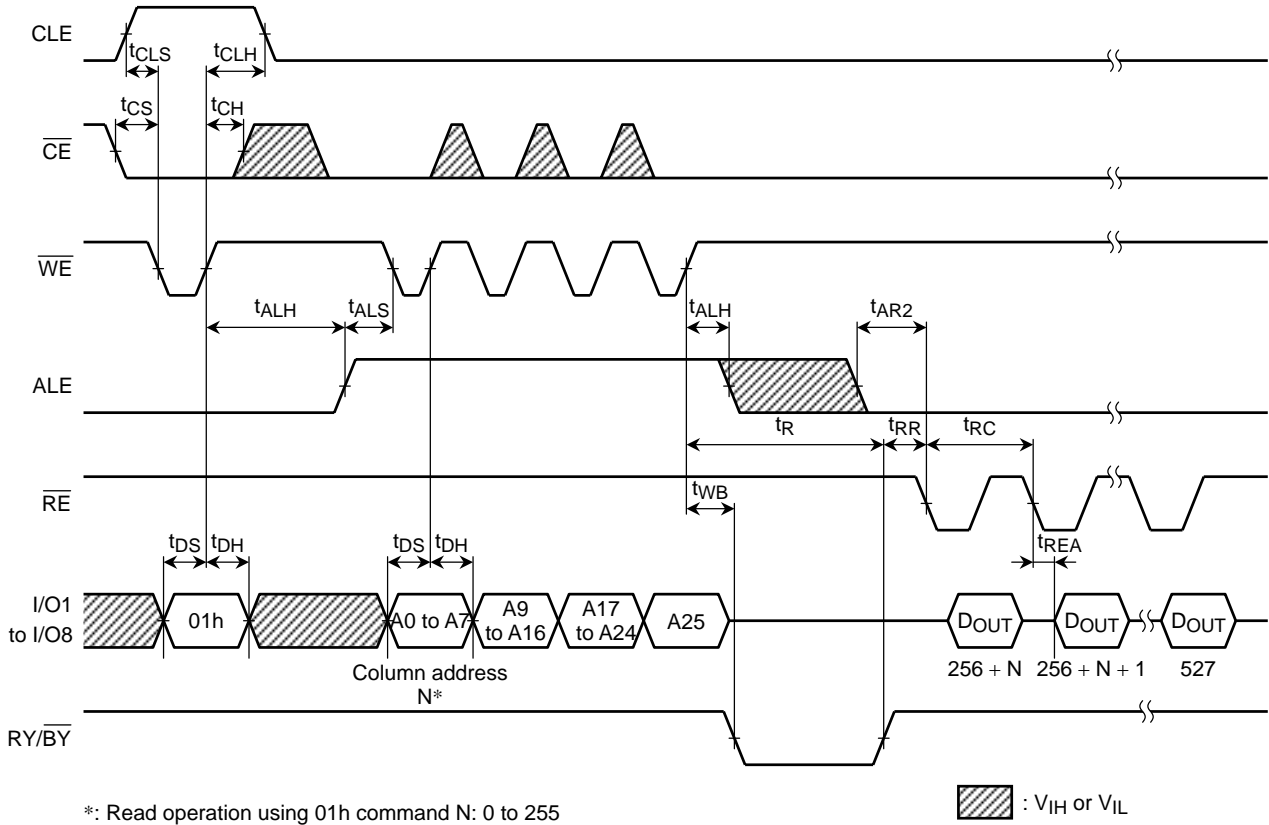 CLE
tCLS
tCLH
tCS
tCH
CE
WE
tALH
tALS
tALH
tAR2
ALE
tR
tRR
tRC
RE
tWB
tDS
tDH
tDS
tDH
tREA
I/O1
to I/O8
01h
A0 to A7
A9
to A16
A17
to A24
A25
DOUT
DOUT
DOUT
Column address
N*
256 + N
256 + N + 1
527
RY/BY
*: Read operation using 01h command N: 0 to 255
: VIH or VIL